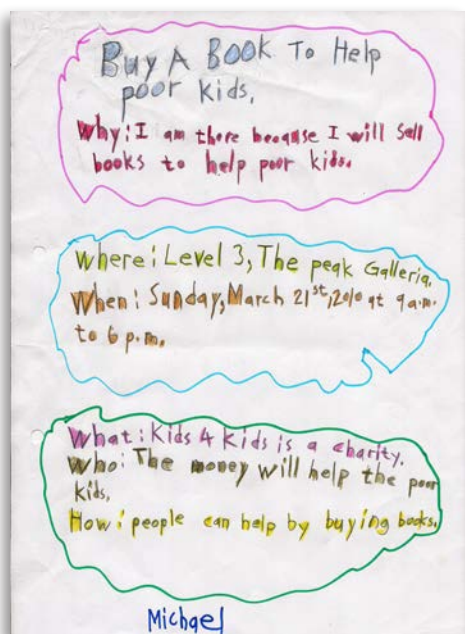 Buy A Book To Help
poor kids.
Why: I am there because I will sell
books to help poor kids.
Where: Level 3, The peak Galleria.
When: Sunday, March 21st, 2010 at 9 a.m.
to 6 p.m.
What: Kids 4 Kids is a charity.
Who: The money will help the poor
kids.
How: people can help by buying books.
Michael